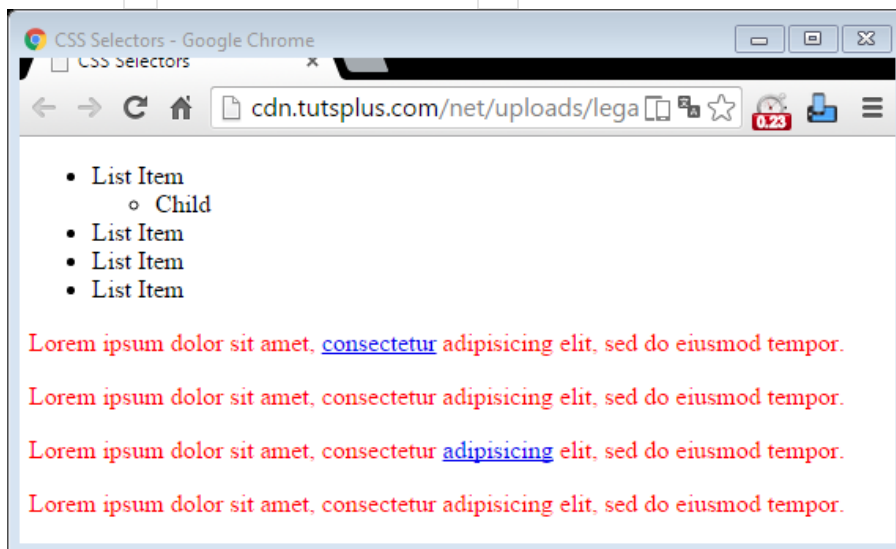 CSS Selectors - Google Chrome
CSS Selectors
cdn.tutsplus.com/net/uploads/lega
0.23
List Item
Child
List Item
List Item
List Item
Lorem ipsum dolor sit amet, consectetur adipisicing elit, sed do eiusmod tempor.
Lorem ipsum dolor sit amet, consectetur adipisicing elit, sed do eiusmod tempor.
Lorem ipsum dolor sit amet, consectetur adipisicing elit, sed do eiusmod tempor.
Lorem ipsum dolor sit amet, consectetur adipisicing elit, sed do eiusmod tempor.